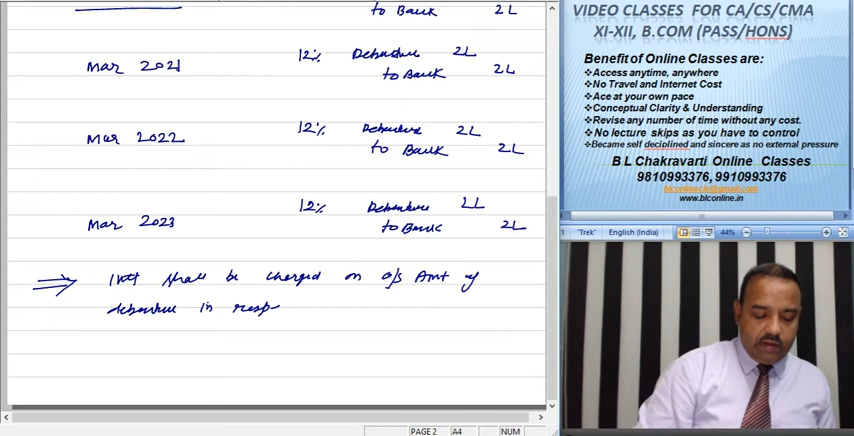 to Bank 2L
Mar 2021 12% Debenture 2L
to Bank 2L
Mar 2022 12% Debenture 2L
to Bank 2L
Mar 2023 12% Debenture 2L
to Bank 2L
⇒ Intt shall be charged on o/s Amt of
debenture in resp
PAGE 2 A4 NUM
VIDEO CLASSES FOR CA/CS/CMA
XI-XII, B.COM (PASS/HONS)
Benefit of Online Classes are:
❖Access anytime, anywhere
❖No Travel and Internet Cost
❖Ace at your own pace
❖Conceptual Clarity & Understanding
❖Revise any number of time without any cost.
❖No lecture skips as you have to control
❖Became self deciplined and sincere as no external pressure
B L Chakravarti Online Classes
9810993376, 9910993376
blconlinech@gmail.com
www.blconline.in
1 "Trek" English (India) 44%